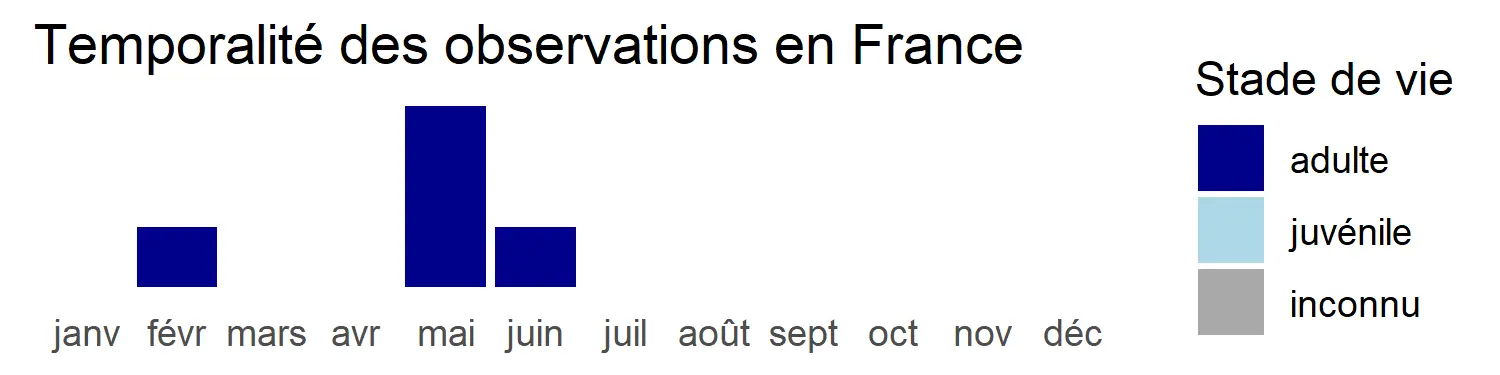 Temporalité des observations en France
janv févr mars avr mai juin juil août sept oct nov déc
Stade de vie
adulte
juvénile
inconnu